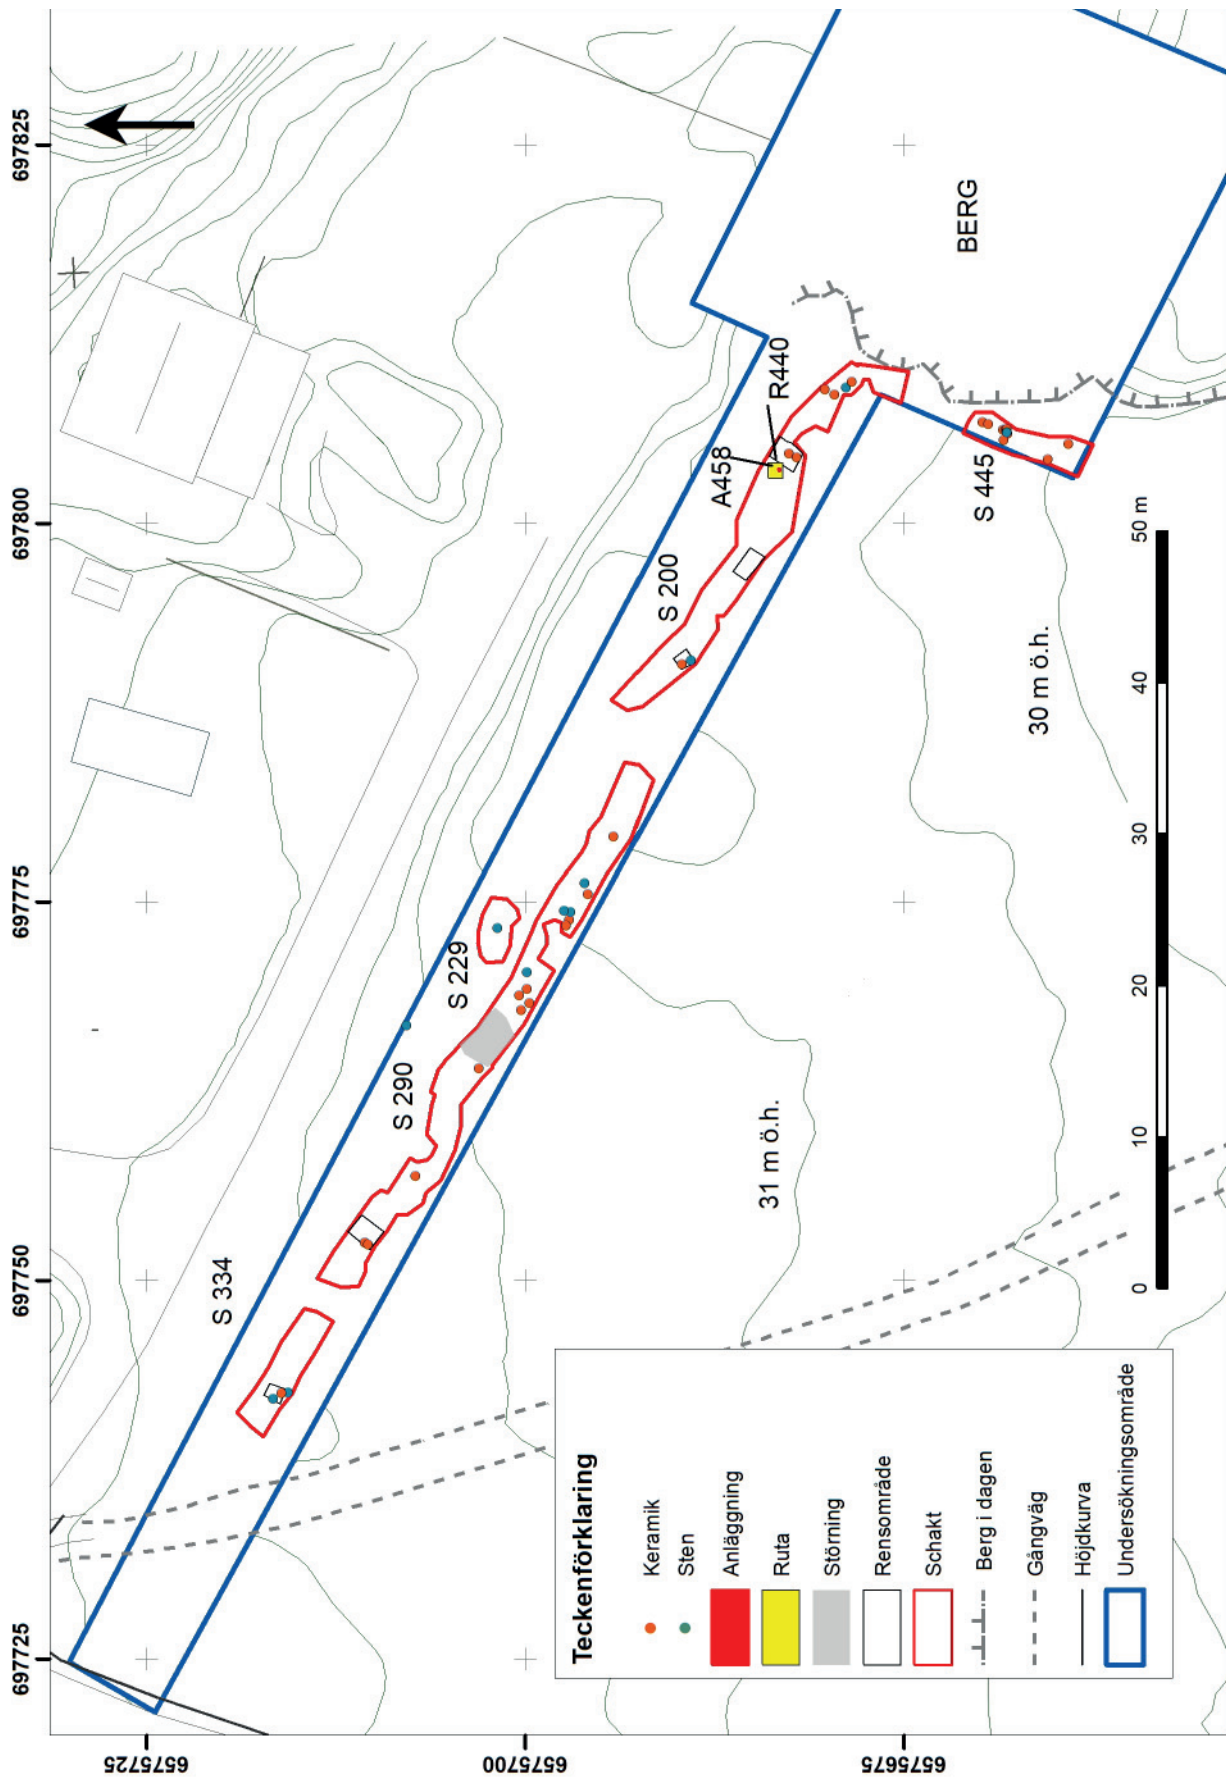 697725
697750
697775
697800
697825
6575725
6575700
6575675
S 334
S 290
S 229
S 200
A458
R440
S 445
BERG
31 m ö.h.
30 m ö.h.
0
10
20
30
40
50 m
Teckenförklaring
Keramik
Sten
Anläggning
Ruta
Störning
Rensområde
Schakt
Berg i dagen
Gångväg
Höjdkurva
Undersökningsområde